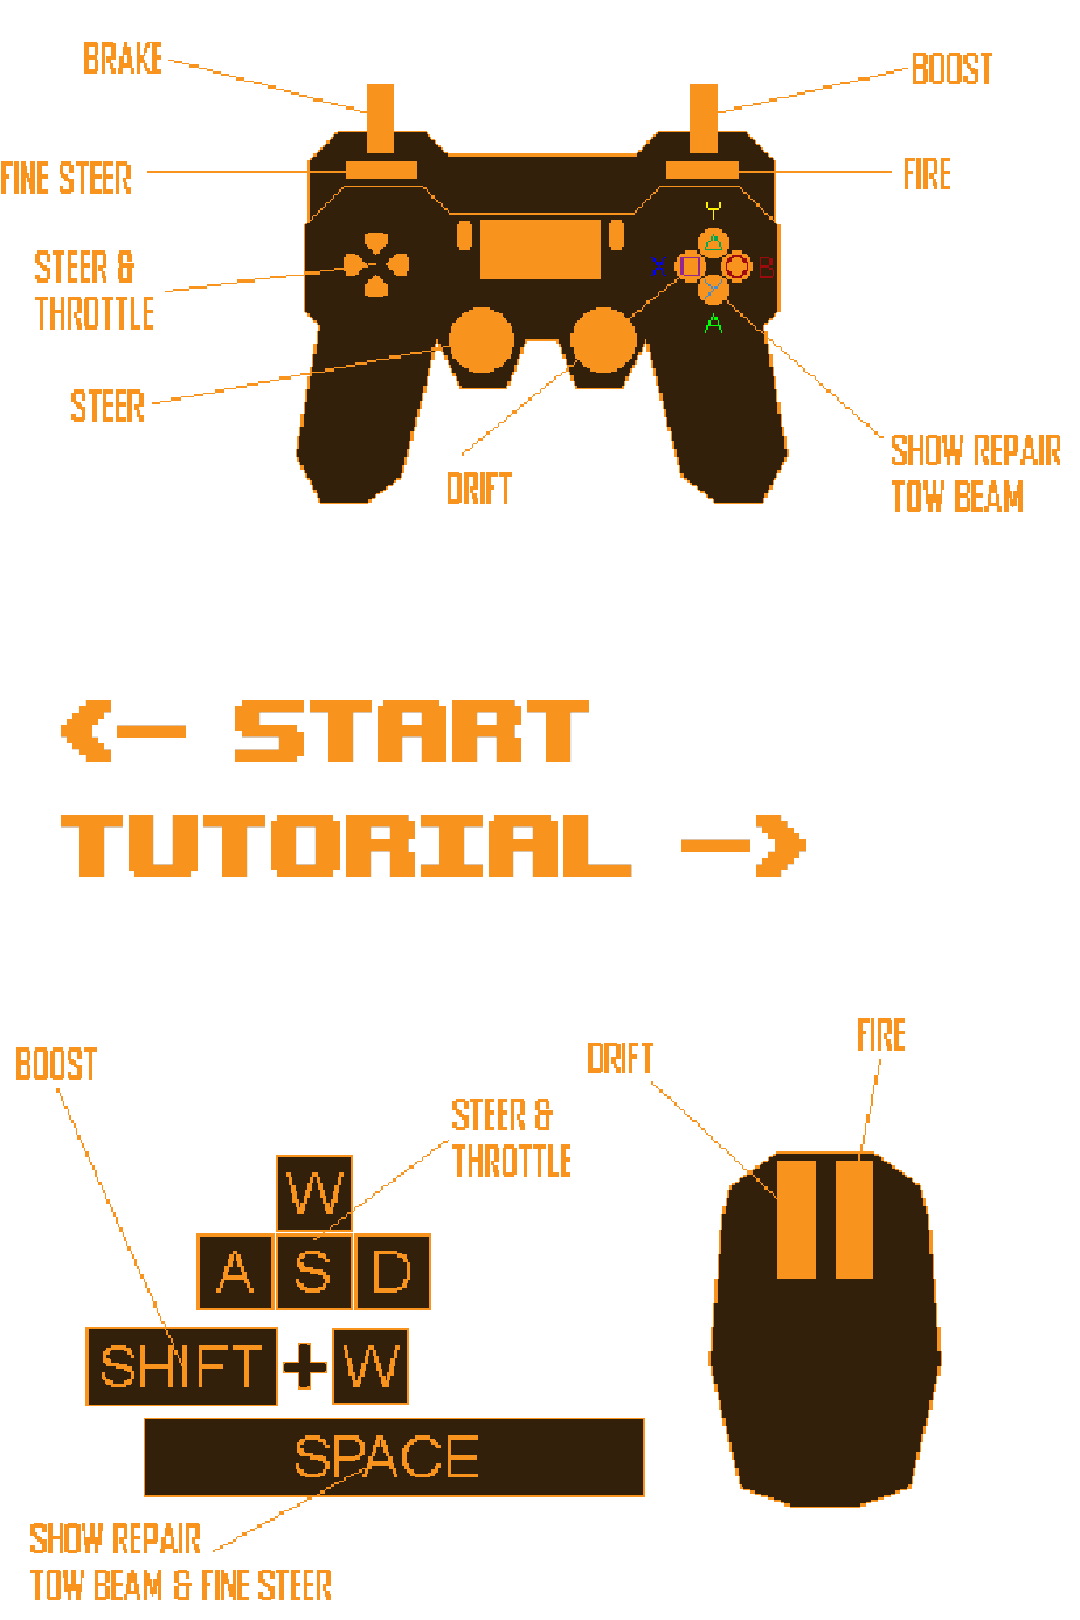 BRAKE
BOOST
FINE STEER
FIRE
Y
X
B
A
STEER &
THROTTLE
STEER
DRIFT
SHOW REPAIR
TOW BEAM
<- START
TUTORIAL ->
BOOST
DRIFT
FIRE
STEER &
THROTTLE
W
A S D
SHIFT + W
SPACE
SHOW REPAIR
TOW BEAM & FINE STEER